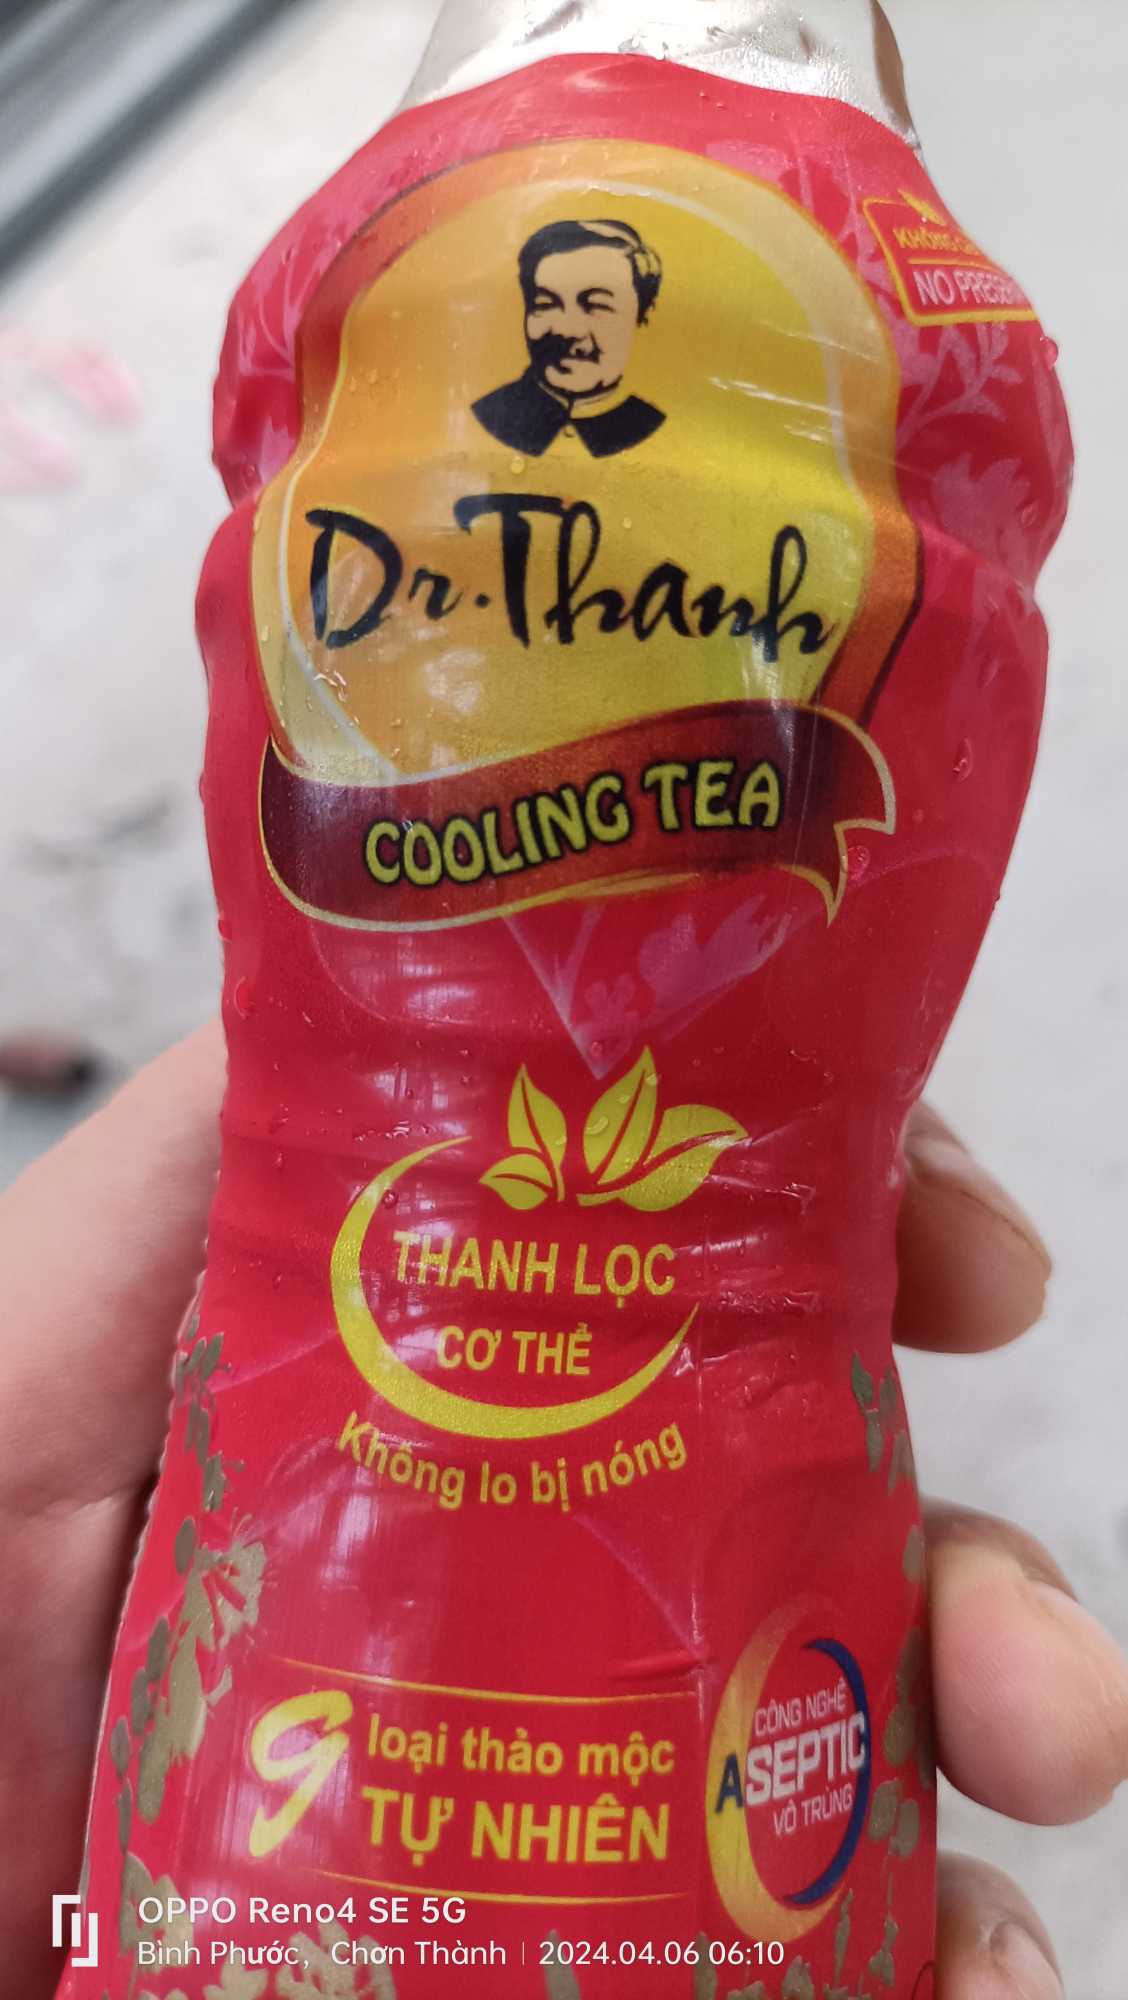 KHÔNG
NO
Dr.Thanh
COOLING TEA
THANH LỌC
CƠ THỂ
Không lo bị nóng
9 loại thảo mộc
TỰ NHIÊN
CÔNG NGHỆ
ASEPTIC
VÔ TRÙNG
OPPO Reno4 SE 5G
Bình Phước, Chơn Thành | 2024.04.06 06:10